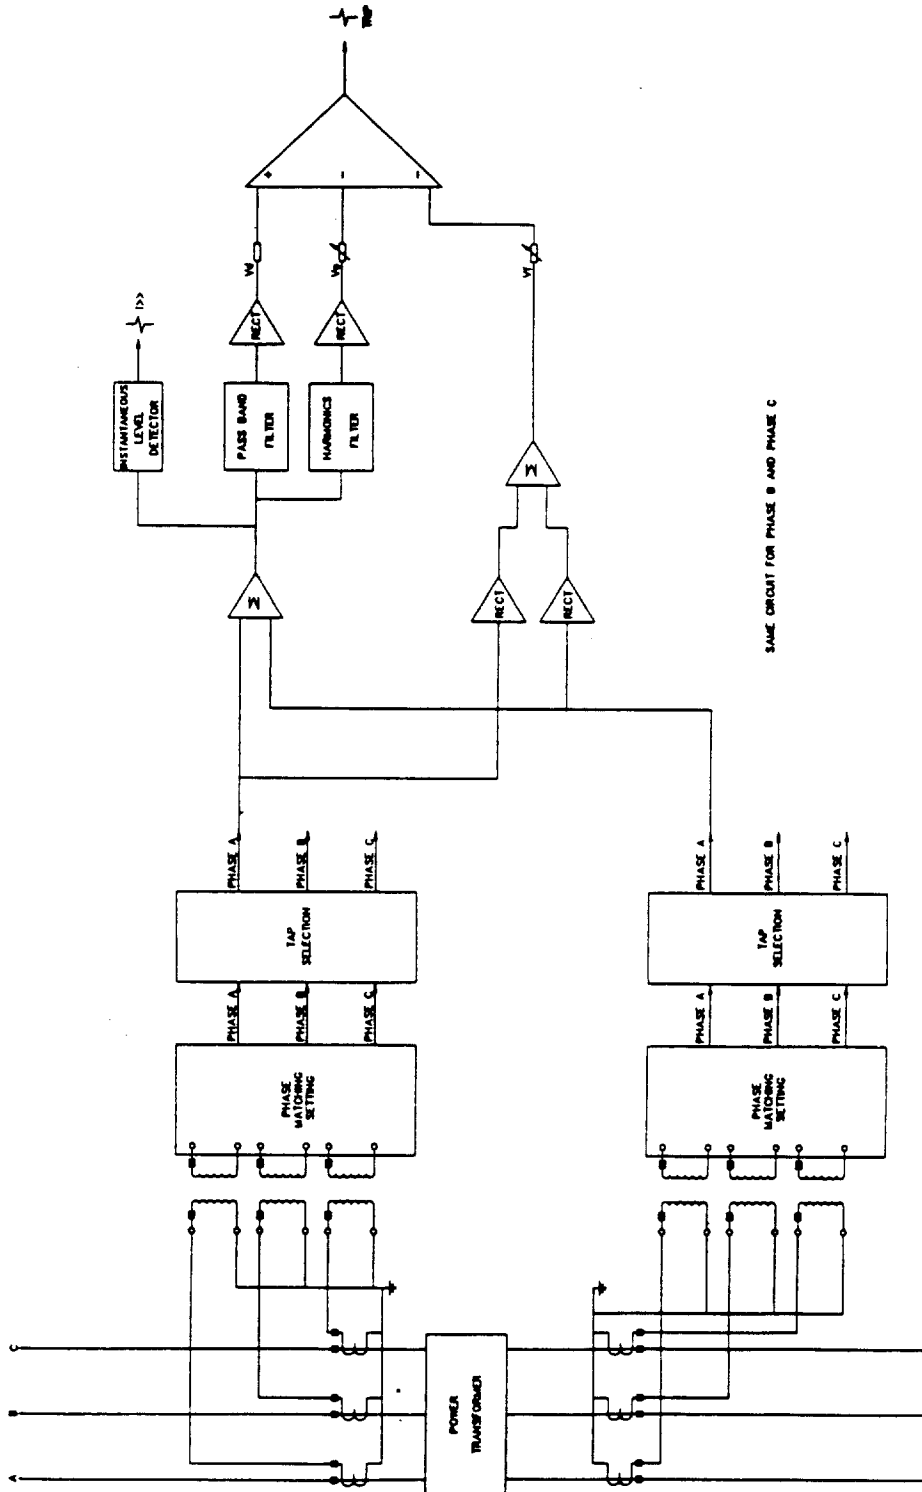 TRIP
I>>
INSTANTANEOUS
LEVEL
DETECTOR
PASS BAND
FILTER
HARMONICS
FILTER
RECT
RECT
Vd
Vg
Vf
+
-
-
Σ
Σ
RECT
RECT
SAME CIRCUIT FOR PHASE B AND PHASE C
PHASE A
PHASE B
PHASE C
TAP
SELECTION
PHASE A
PHASE B
PHASE C
PHASE
MATCHING
SETTING
PHASE A
PHASE B
PHASE C
TAP
SELECTION
PHASE A
PHASE B
PHASE C
PHASE
MATCHING
SETTING
POWER
TRANSFORMER
A
B
C